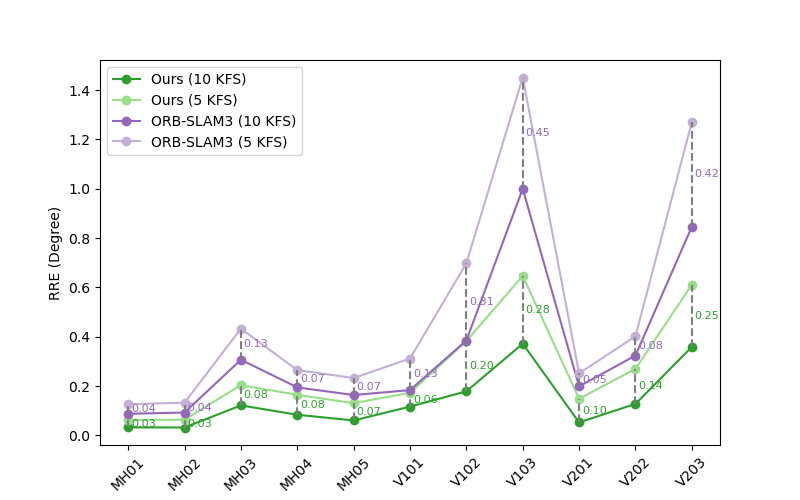 Ours (10 KFS)
Ours (5 KFS)
ORB-SLAM3 (10 KFS)
ORB-SLAM3 (5 KFS)
RRE (Degree)
1.4
1.2
1.0
0.8
0.6
0.4
0.2
0.0
0.04
0.03
0.04
0.03
0.13
0.08
0.07
0.08
0.07
0.07
0.13
0.06
0.31
0.20
0.45
0.28
0.05
0.10
0.08
0.14
0.42
0.25
MH01
MH02
MH03
MH04
MH05
V101
V102
V103
V201
V202
V203